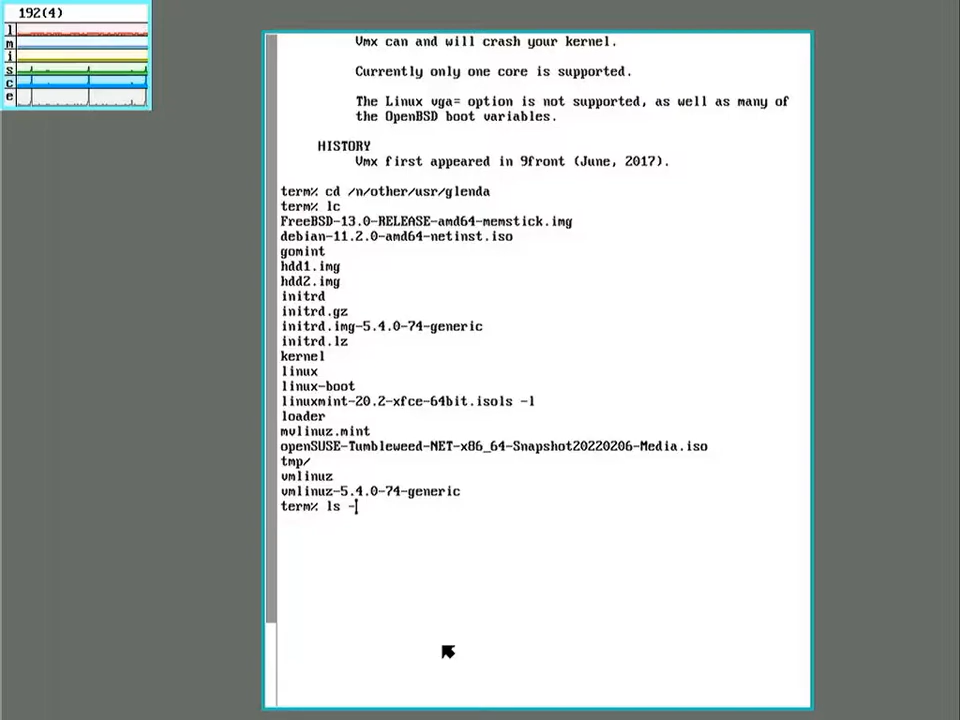 192(4)
l
m
i
s
c
e
Vmx can and will crash your kernel.
Currently only one core is supported.
The Linux vga= option is not supported, as well as many of
the OpenBSD boot variables.
HISTORY
Vmx first appeared in 9front (June, 2017).
term% cd /n/other/usr/glenda
term% lc
FreeBSD-13.0-RELEASE-amd64-memstick.img
debian-11.2.0-amd64-netinst.iso
gomint
hdd1.img
hdd2.img
initrd
initrd.gz
initrd.img-5.4.0-74-generic
initrd.lz
kernel
linux
linux-boot
linuxmint-20.2-xfce-64bit.isols -l
loader
mvlinuz.mint
openSUSE-Tumbleweed-NET-x86_64-Snapshot20220206-Media.iso
tmp/
vmlinuz
vmlinuz-5.4.0-74-generic
term% ls -